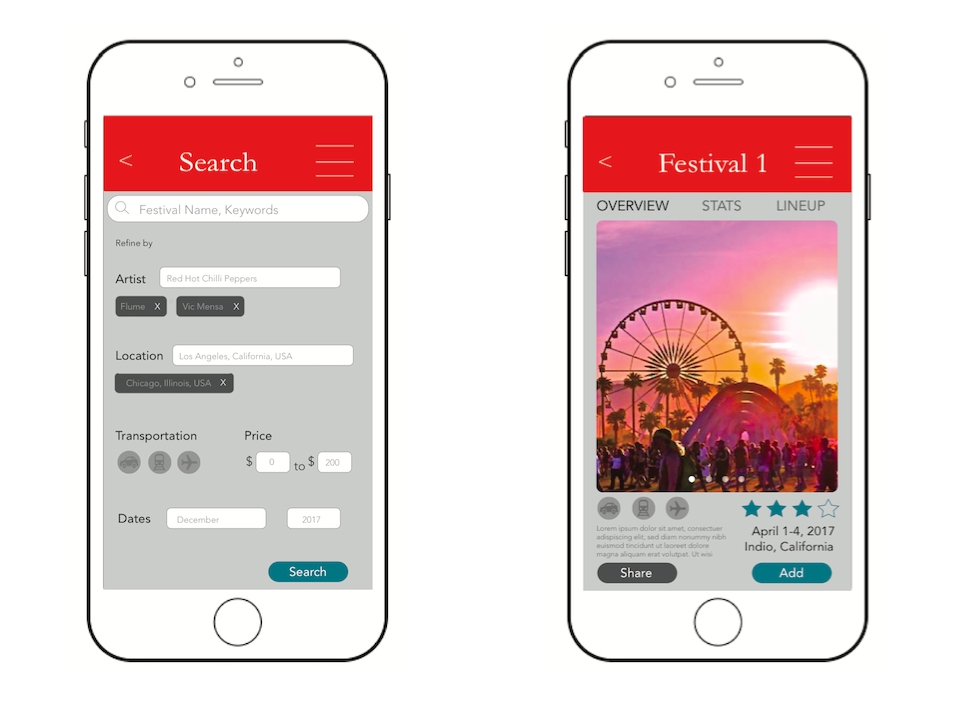 < Search
Festival Name, Keywords
Refine by
Artist Red Hot Chilli Peppers
Flume X Vic Mensa X
Location Los Angeles, California, USA
Chicago, Illinois, USA X
Transportation Price
$ 0 to $ 200
Dates December 2017
Search
< Festival 1
OVERVIEW STATS LINEUP
Lorem ipsum dolor sit amet, consectuer
adipiscing elit, sed diam nonummy nibh
euismod tincidunt ut laoreet dolore
magna aliquam erat volutpat. Ut wisi
April 1-4, 2017
Indio, California
Share Add